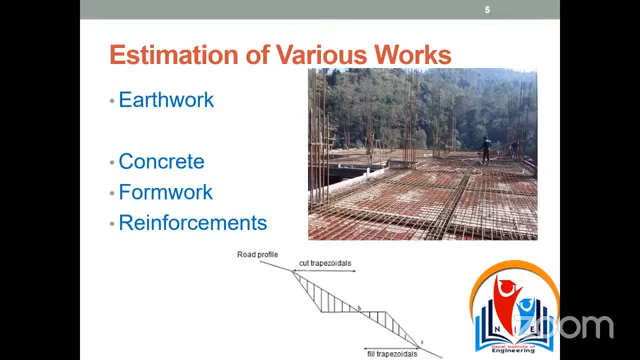 5
Estimation of Various Works
• Earthwork
• Concrete
• Formwork
• Reinforcements
Road profile
cut trapezoidals
b
c
fill trapezoidals
N I E
Engineering
zoom